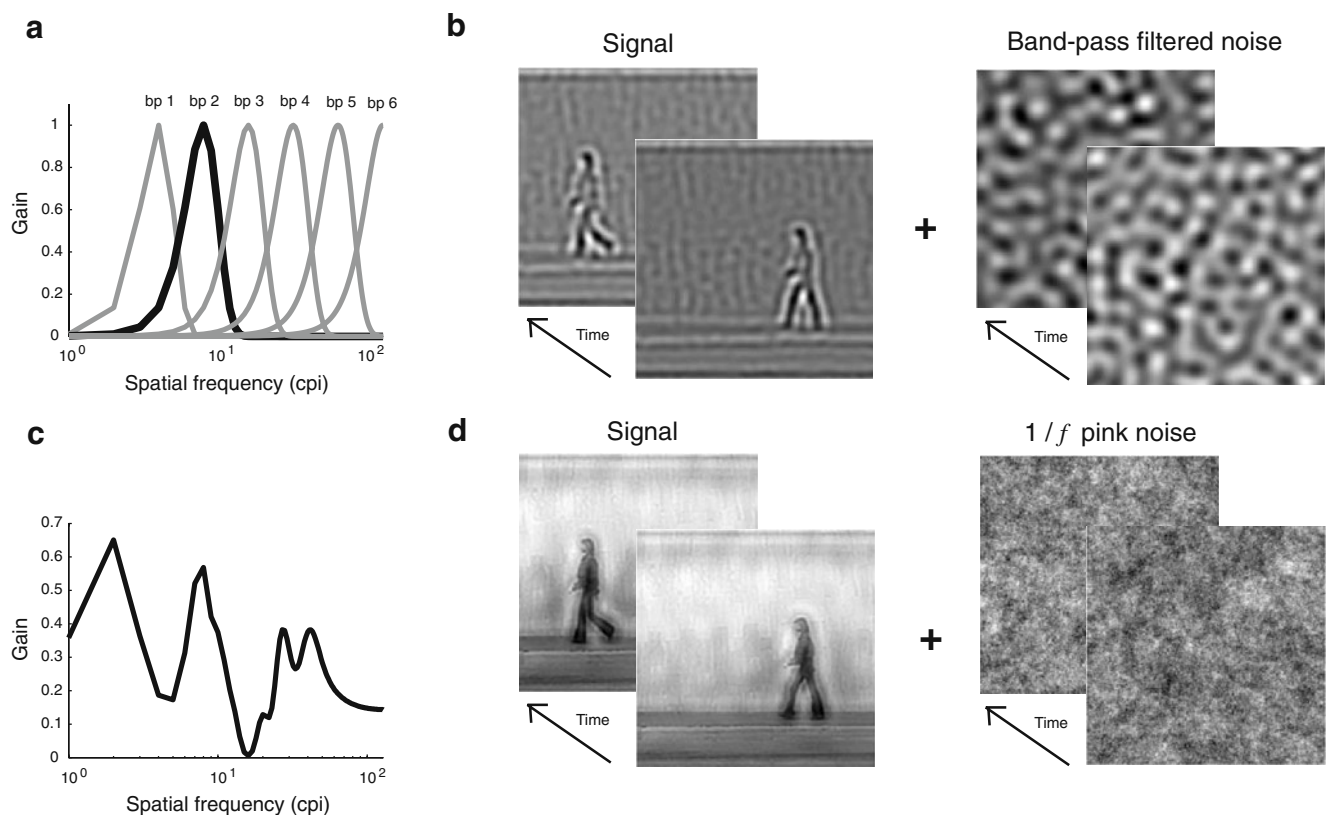 a
bp 1 bp 2 bp 3 bp 4 bp 5 bp 6
1
0.8
0.6
0.4
0.2
0
Gain
10^0 10^1 10^2
Spatial frequency (cpi)
b
Signal
Band-pass filtered noise
+
Time
Time
c
0.7
0.6
0.5
0.4
0.3
0.2
0.1
0
Gain
10^0 10^1 10^2
Spatial frequency (cpi)
d
Signal
1 / f pink noise
+
Time
Time